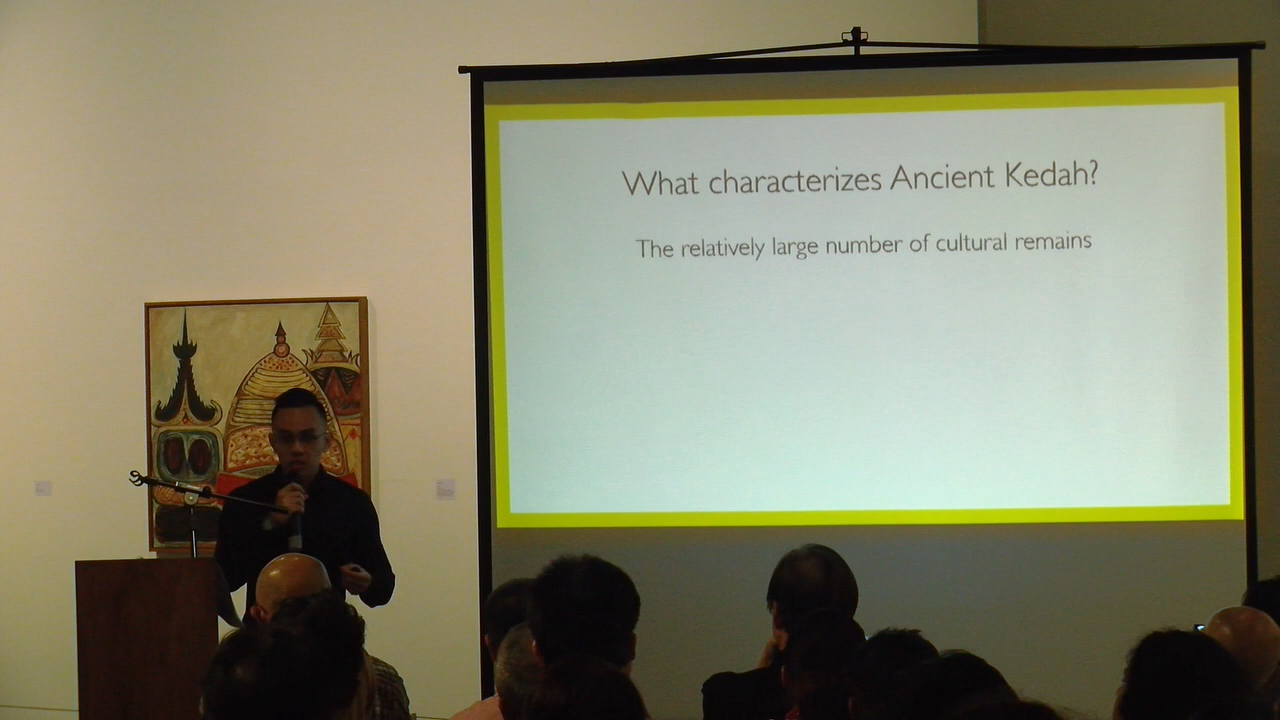 What characterizes Ancient Kedah?
The relatively large number of cultural remains